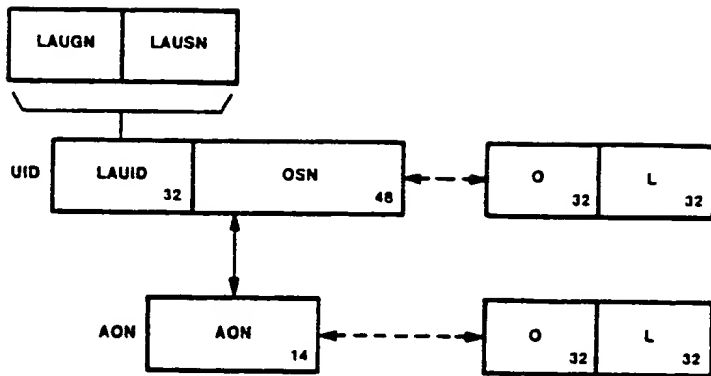 LAUGN LAUSN
UID LAUID 32 OSN 48 O 32 L 32
AON AON 14 O 32 L 32